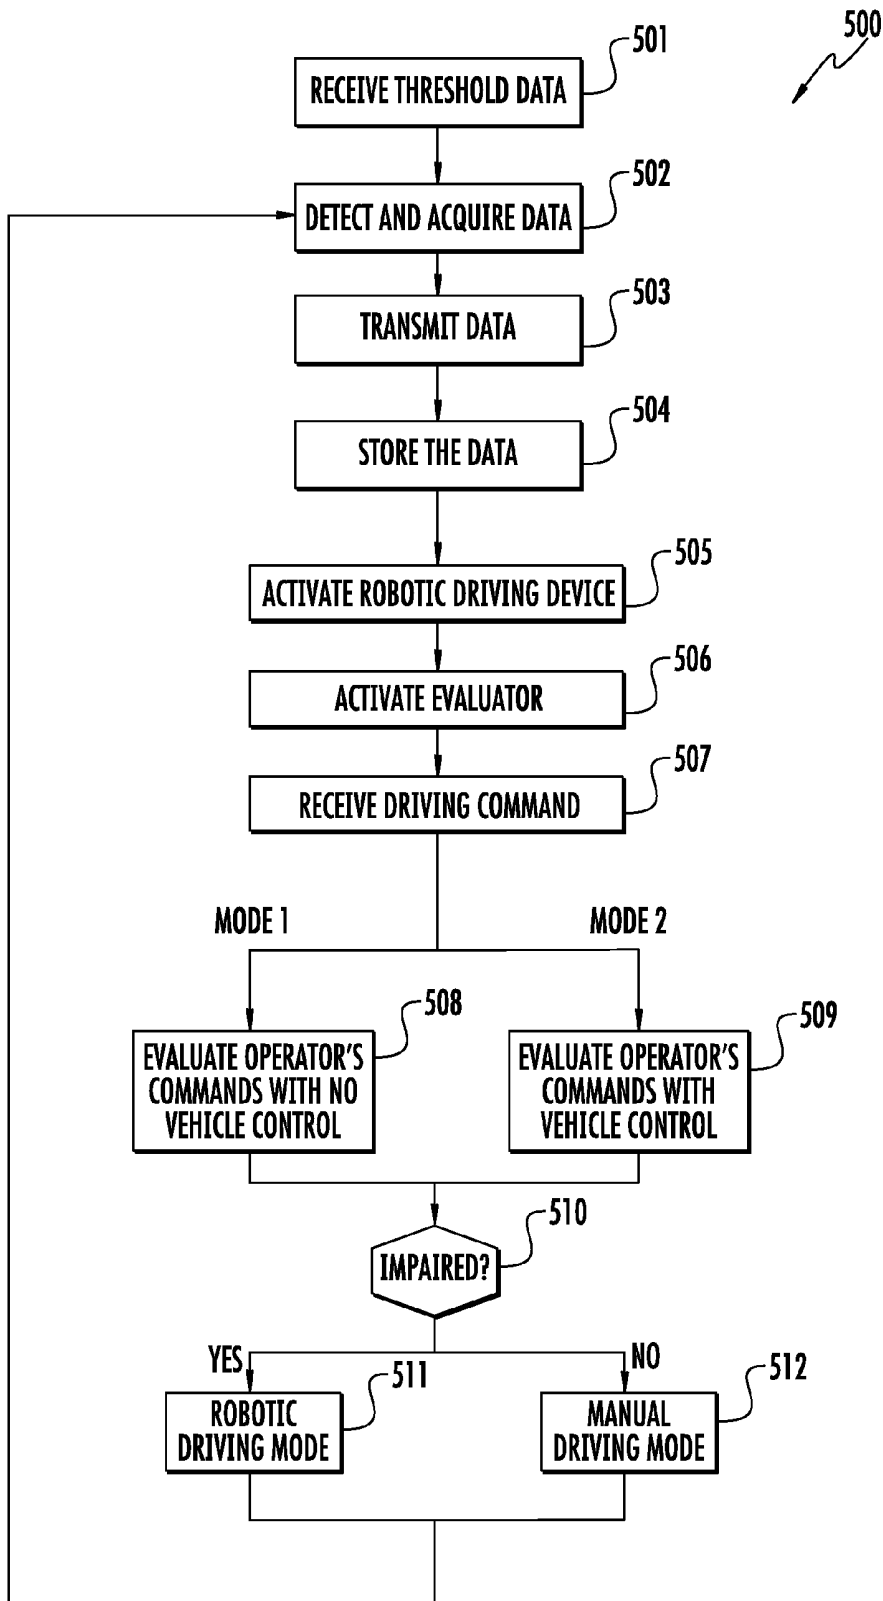 500
501
RECEIVE THRESHOLD DATA
502
DETECT AND ACQUIRE DATA
503
TRANSMIT DATA
504
STORE THE DATA
505
ACTIVATE ROBOTIC DRIVING DEVICE
506
ACTIVATE EVALUATOR
507
RECEIVE DRIVING COMMAND
MODE 1
MODE 2
508
EVALUATE OPERATOR'S
COMMANDS WITH NO
VEHICLE CONTROL
509
EVALUATE OPERATOR'S
COMMANDS WITH
VEHICLE CONTROL
510
IMPAIRED?
YES
NO
511
ROBOTIC
DRIVING MODE
512
MANUAL
DRIVING MODE